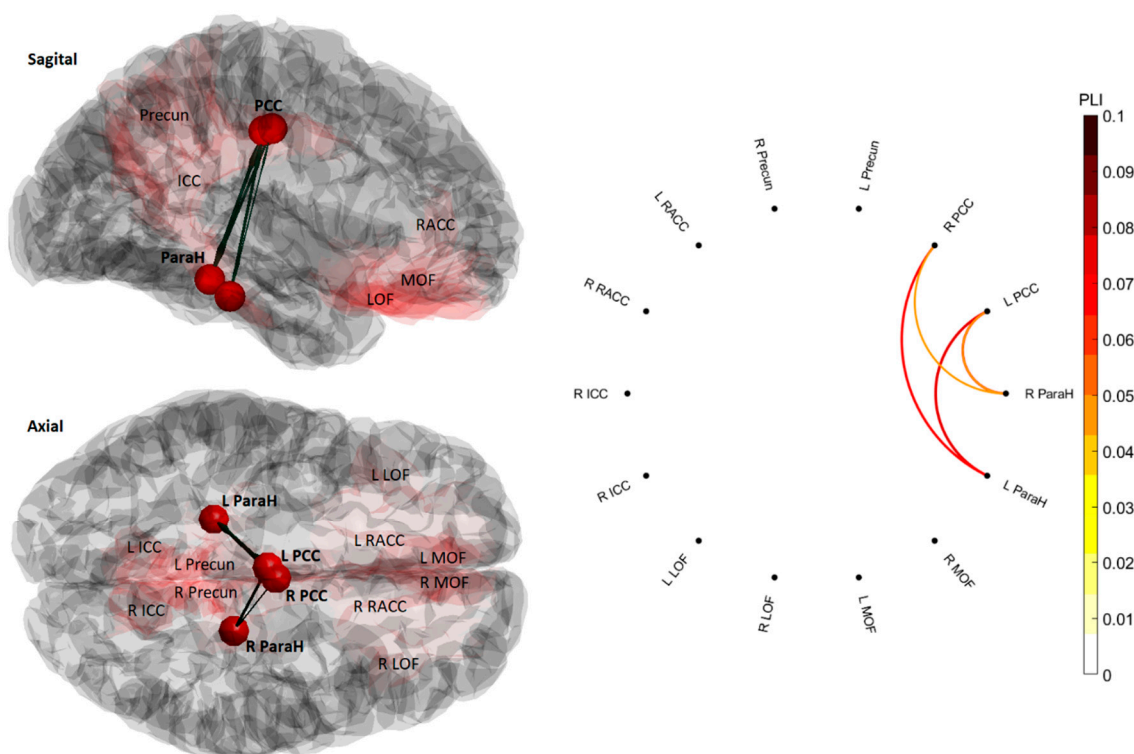 Sagital
Precun
PCC
ICC
RACC
ParaH
MOF
LOF
Axial
L LOF
L ParaH
L RACC
L ICC
L PCC
L MOF
L Precun
R Precun
R MOF
R PCC
R ICC
R RACC
R ParaH
R LOF
R Precun
L Precun
L RACC
R PCC
R RACC
L PCC
R ICC
R ParaH
R ICC
L ParaH
L LOF
R MOF
R LOF
L MOF
PLI
0.1
0.09
0.08
0.07
0.06
0.05
0.04
0.03
0.02
0.01
0